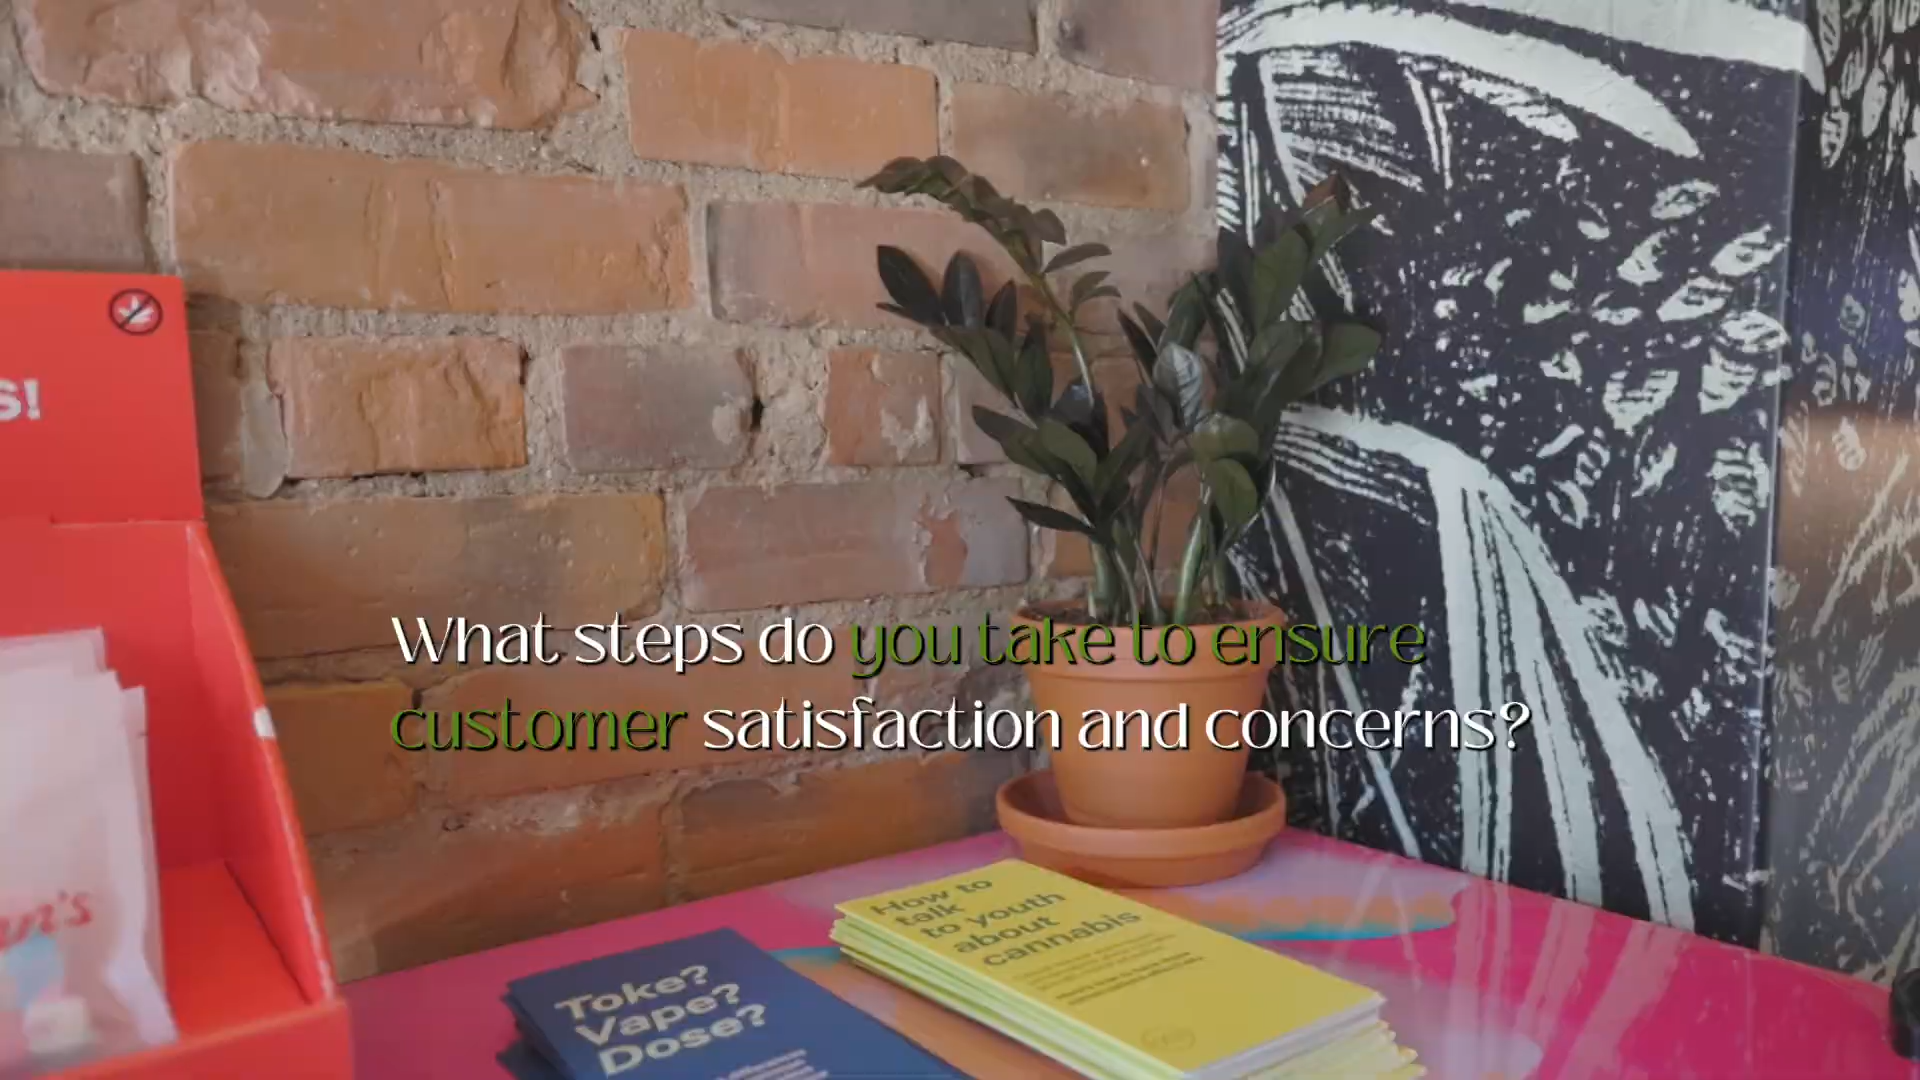 S!
What steps do you take to ensure
customer satisfaction and concerns?
How to
talk
to youth
about
cannabis
Toke?
Vape?
Dose?